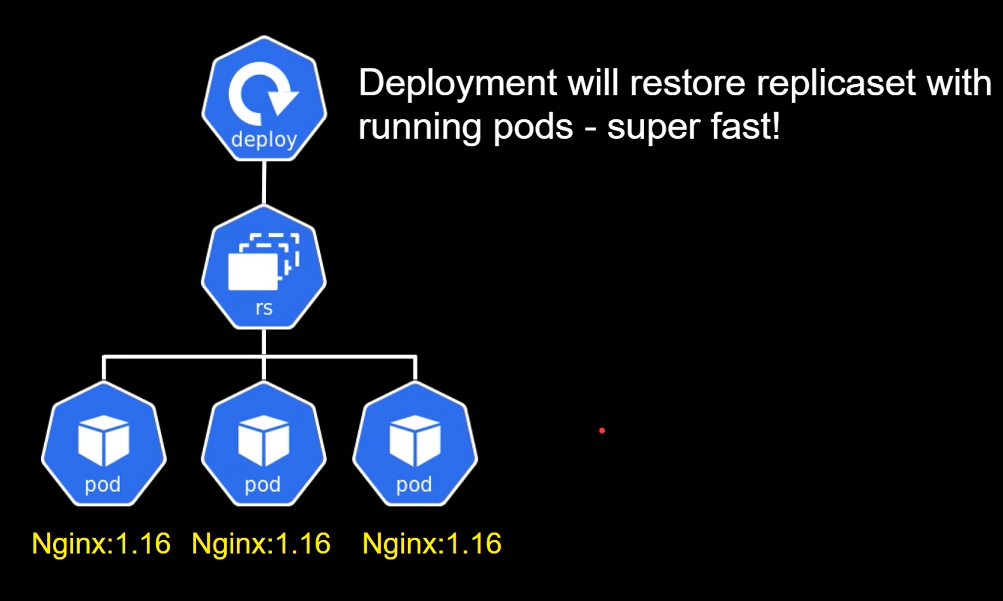 deploy
Deployment will restore replicaset with
running pods - super fast!
rs
pod pod pod
Nginx:1.16 Nginx:1.16 Nginx:1.16